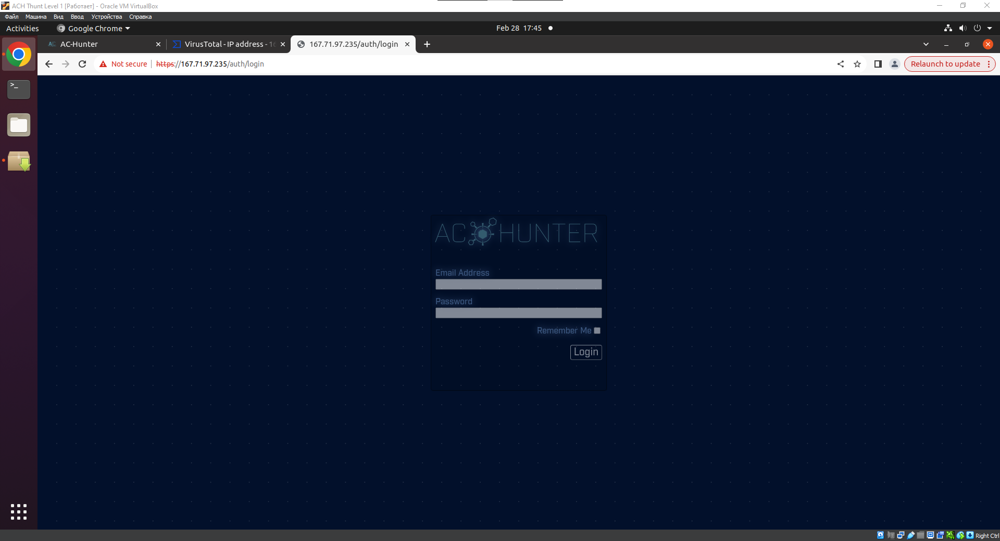 ACH Thunt Level 1 [Работает] - Oracle VM VirtualBox
Файл Машина Вид Ввод Устройства Справка
Activities Google Chrome Feb 28 17:45
AC-Hunter VirusTotal - IP address - 16 167.71.97.235/auth/login
Not secure https://167.71.97.235/auth/login Relaunch to update
>_
AC HUNTER
Email Address
Password
Remember Me
Login
Right Ctrl